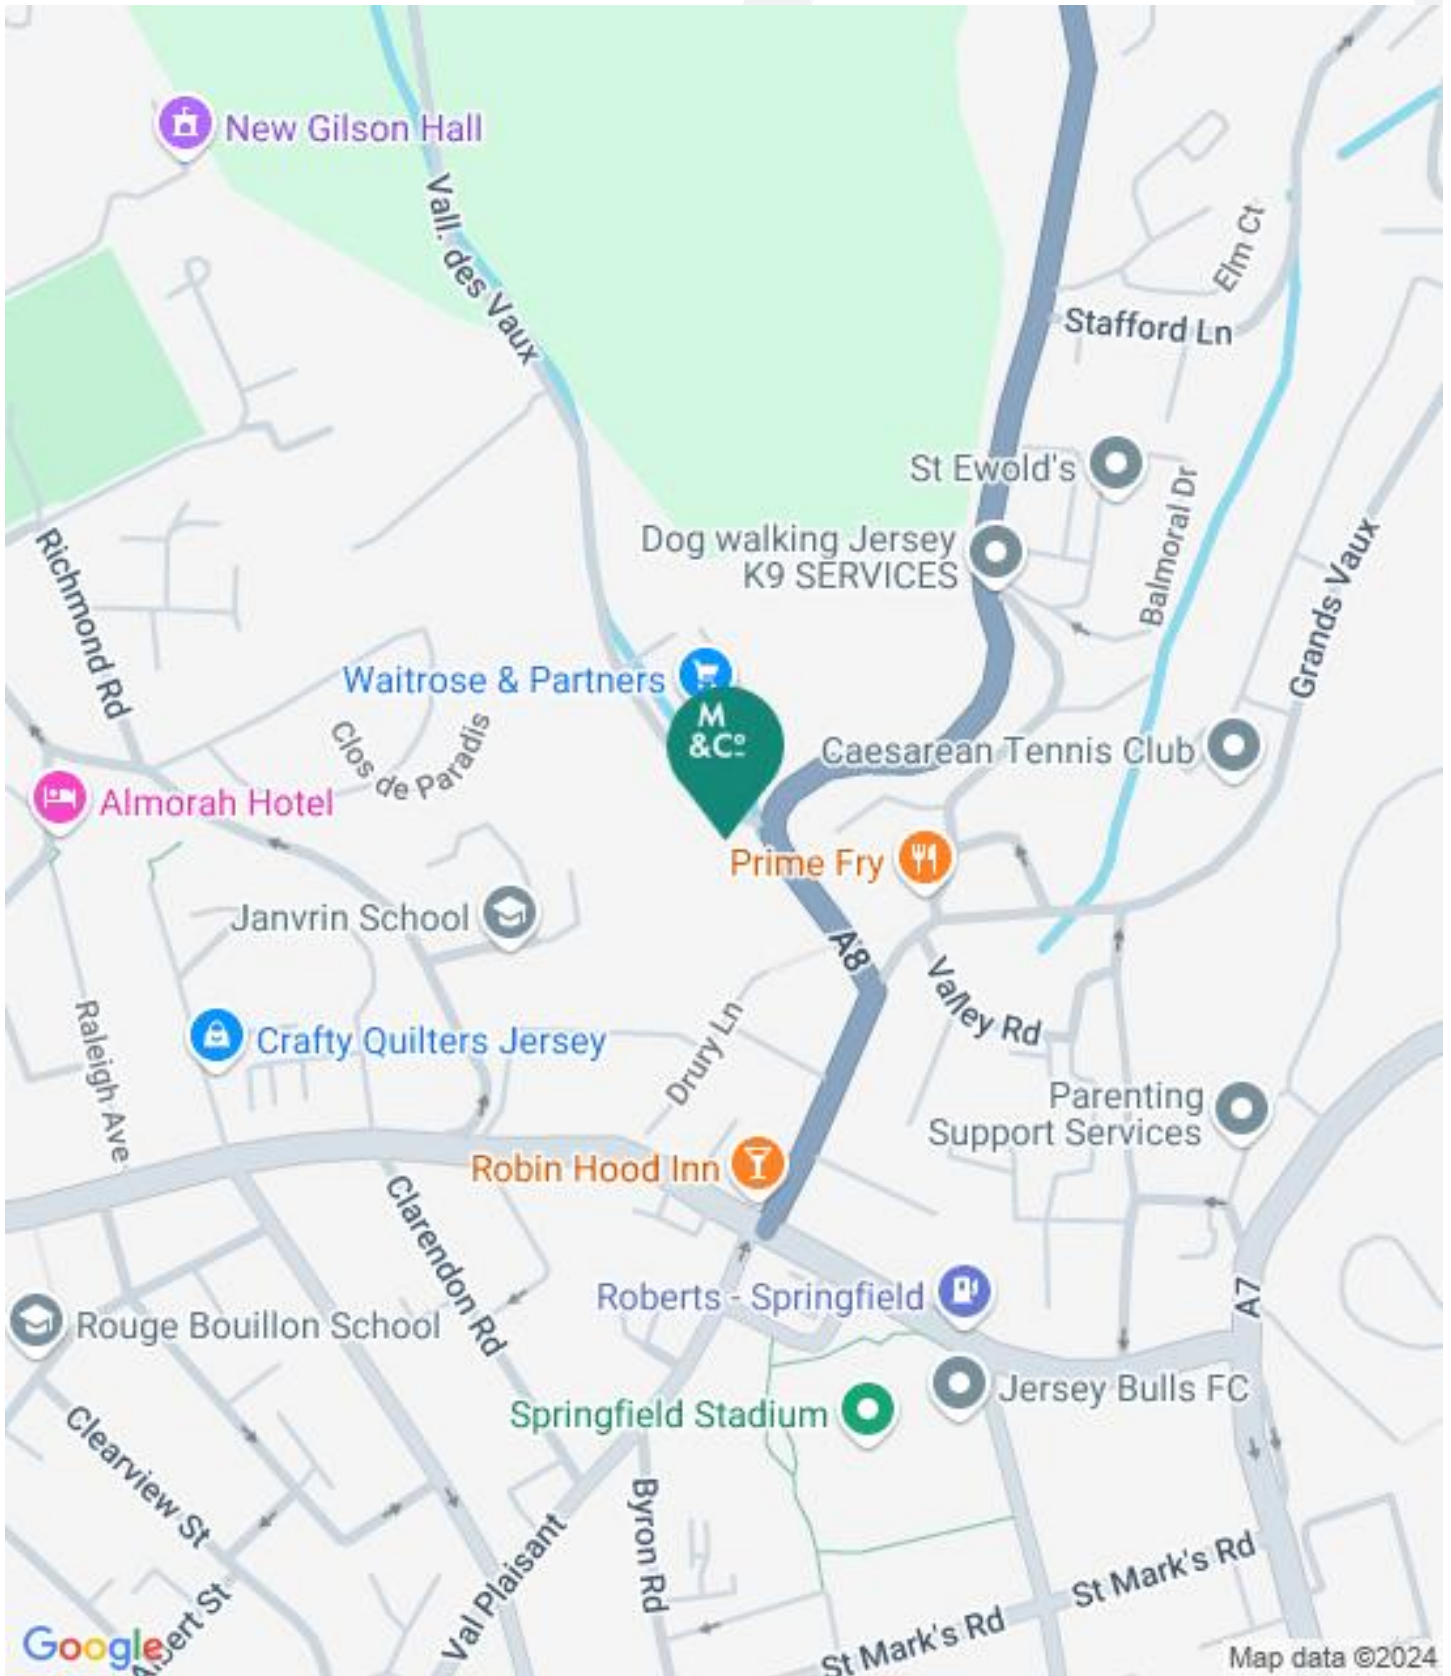 New Gilson Hall
Vall. des Vaux
Elm Ct
Stafford Ln
St Ewold's
Dog walking Jersey
K9 SERVICES
Balmoral Dr
Richmond Rd
Grands Vaux
Waitrose & Partners
M
&Cº
Clos de Paradis
Caesarean Tennis Club
Almorah Hotel
Prime Fry
Janvrin School
A8
Valley Rd
Raleigh Ave
Crafty Quilters Jersey
Drury Ln
Parenting
Support Services
Robin Hood Inn
Clarendon Rd
Roberts - Springfield
A7
Rouge Bouillon School
Jersey Bulls FC
Springfield Stadium
Clearview St
Byron Rd
Val Plaisant
St Mark's Rd
St Mark's Rd
Albert St
Google
Map data ©2024